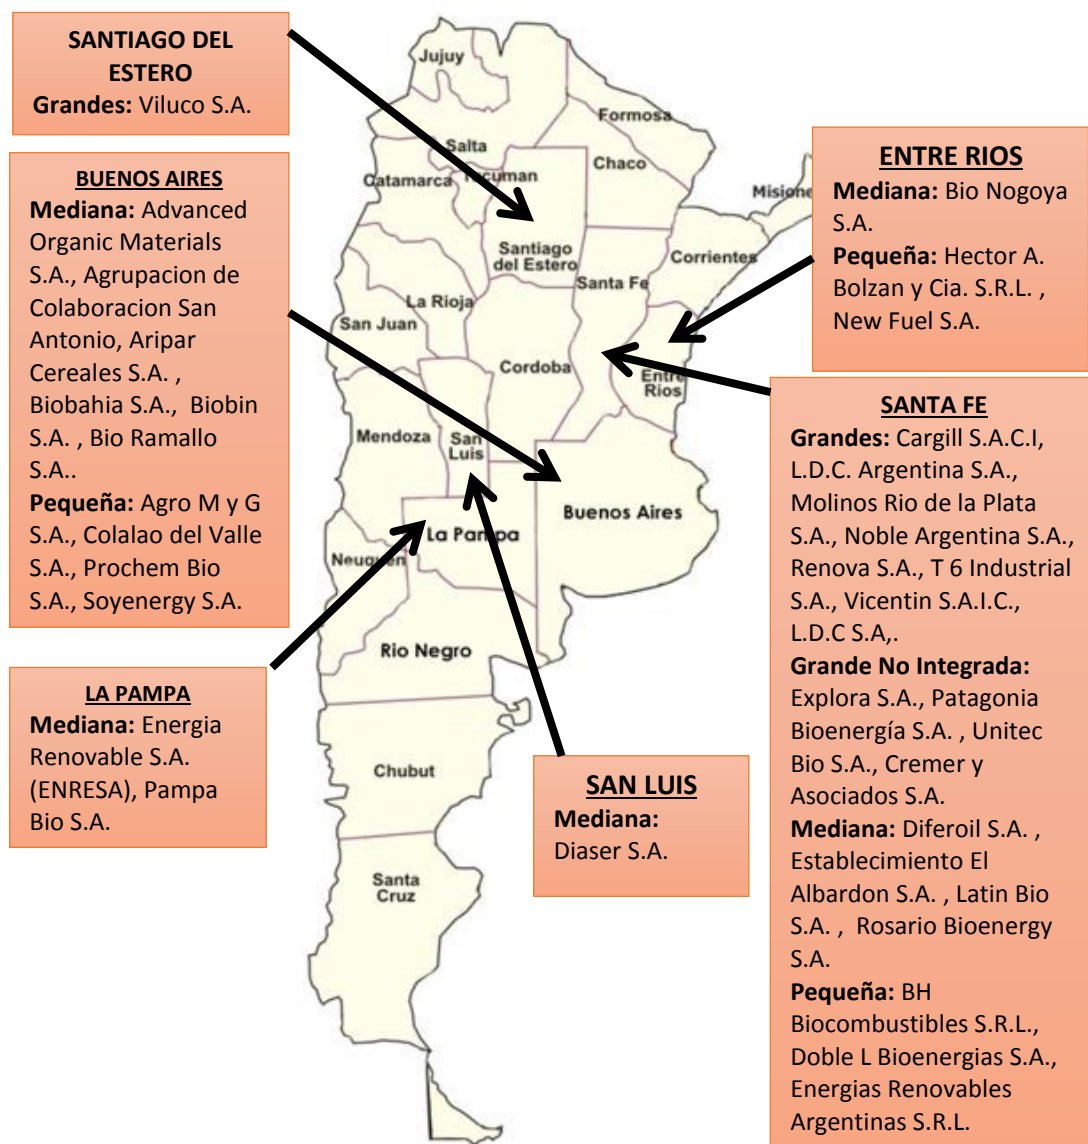 SANTIAGO DEL
ESTERO
Grandes: Viluco S.A.
BUENOS AIRES
Mediana: Advanced
Organic Materials
S.A., Agrupacion de
Colaboracion San
Antonio, Aripar
Cereales S.A. ,
Biobahia S.A., Biobin
S.A. , Bio Ramallo
S.A..
Pequeña: Agro M y G
S.A., Colalao del Valle
S.A., Prochem Bio
S.A., Soyenergy S.A.
LA PAMPA
Mediana: Energia
Renovable S.A.
(ENRESA), Pampa
Bio S.A.
Jujuy
Formosa
Salta
Chaco
Catamarca
Tucuman
Misione
Santiago
del Estero
Corrientes
Santa Fe
La Rioja
San Juan
Cordoba
Entre
Rios
Mendoza
San
Luis
Buenos Aires
La Pampa
Neuquen
Rio Negro
Chubut
Santa
Cruz
SAN LUIS
Mediana:
Diaser S.A.
ENTRE RIOS
Mediana: Bio Nogoya
S.A.
Pequeña: Hector A.
Bolzan y Cia. S.R.L. ,
New Fuel S.A.
SANTA FE
Grandes: Cargill S.A.C.I,
L.D.C. Argentina S.A.,
Molinos Rio de la Plata
S.A., Noble Argentina S.A.,
Renova S.A., T 6 Industrial
S.A., Vicentin S.A.I.C.,
L.D.C S.A,.
Grande No Integrada:
Explora S.A., Patagonia
Bioenergía S.A. , Unitec
Bio S.A., Cremer y
Asociados S.A.
Mediana: Diferoil S.A. ,
Establecimiento El
Albardon S.A. , Latin Bio
S.A. , Rosario Bioenergy
S.A.
Pequeña: BH
Biocombustibles S.R.L.,
Doble L Bioenergias S.A.,
Energias Renovables
Argentinas S.R.L.